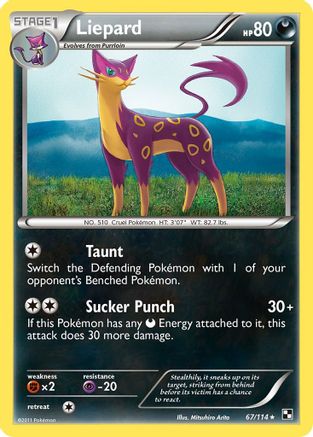 STAGE1
Liepard
HP80
Evolves from Purrloin
NO. 510 Cruel Pokémon HT: 3'07" WT: 82.7 lbs.
Taunt
Switch the Defending Pokémon with 1 of your
opponent's Benched Pokémon.
Sucker Punch 30+
If this Pokémon has any Energy attached to it, this
attack does 30 more damage.
weakness
×2
resistance
-20
retreat
Stealthily, it sneaks up on its
target, striking from behind
before its victim has a chance
to react.
Illus. Mitsuhiro Arita
67/114 ★
©2011 Pokémon